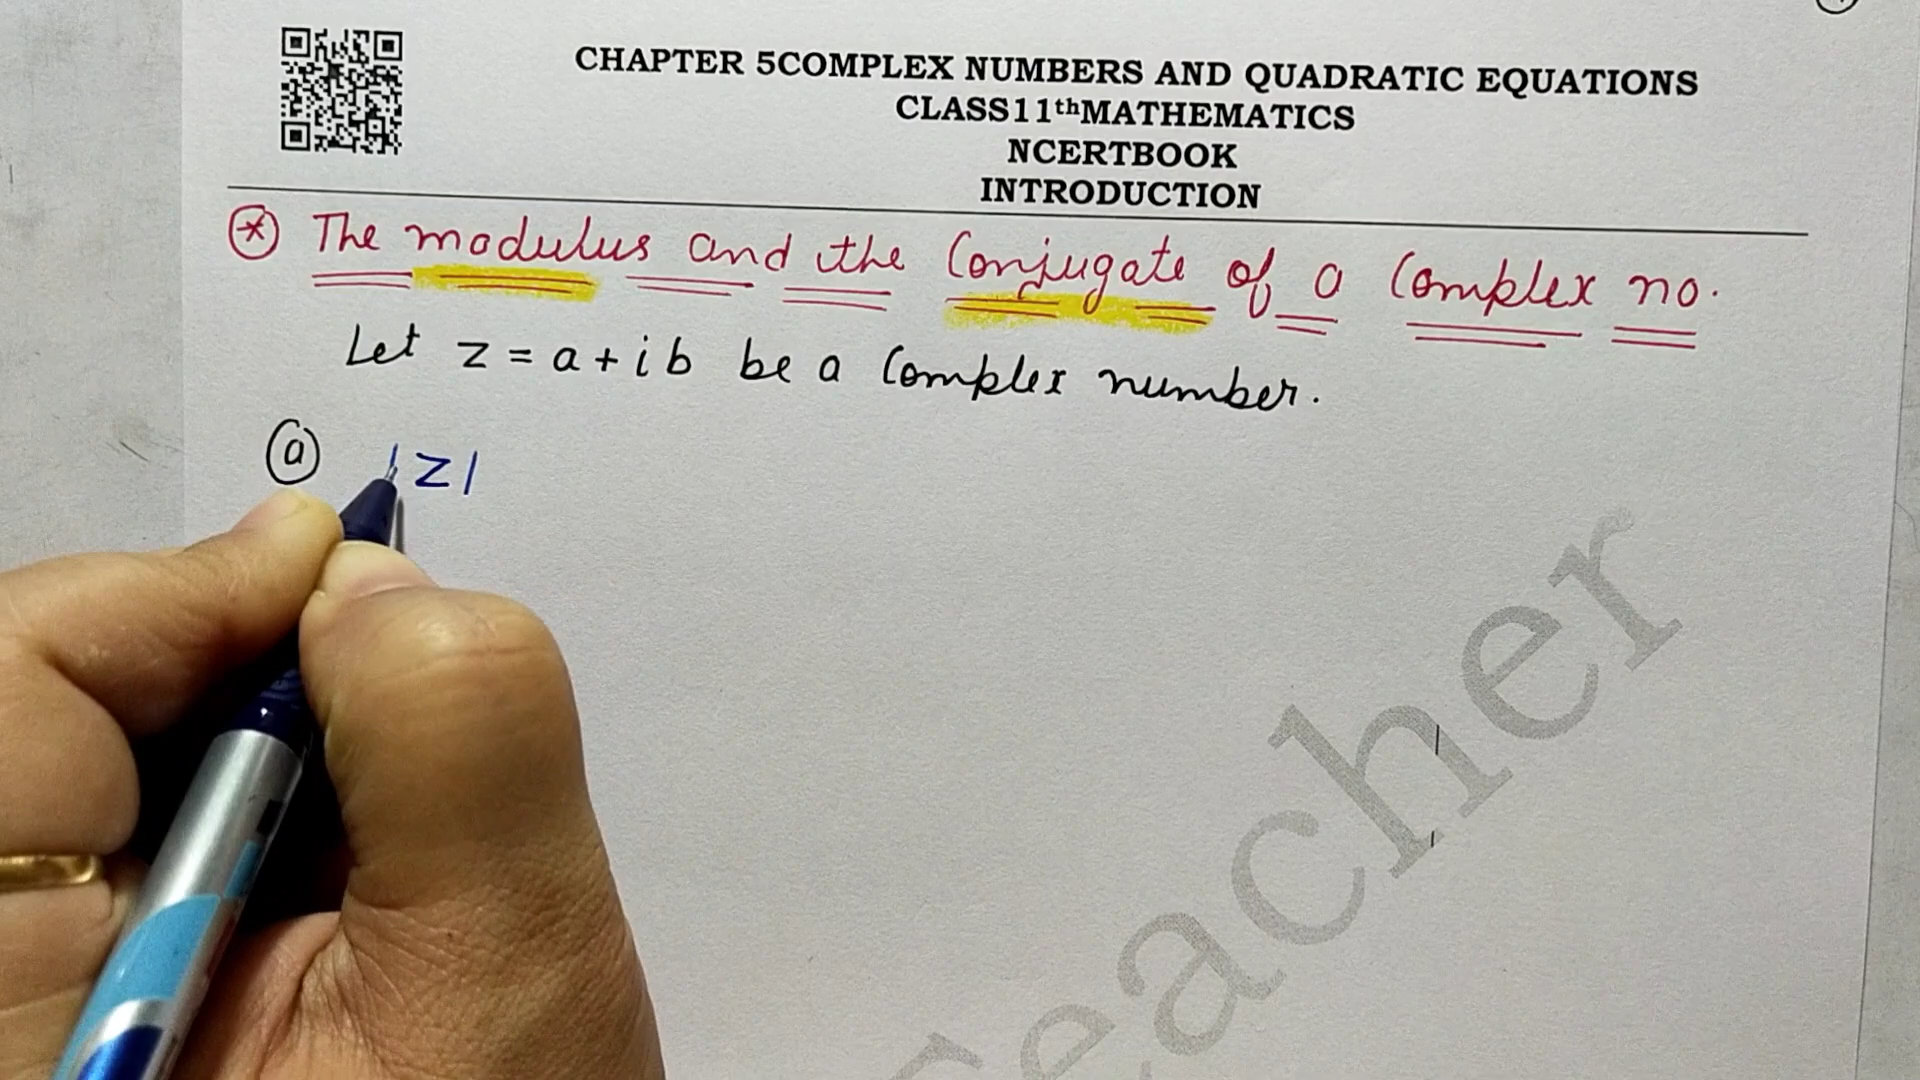 CHAPTER 5COMPLEX NUMBERS AND QUADRATIC EQUATIONS
CLASS11thMATHEMATICS
NCERTBOOK
INTRODUCTION
* The modulus and the Conjugate of a Complex no.
Let z = a + i b be a Complex number.
a |z|